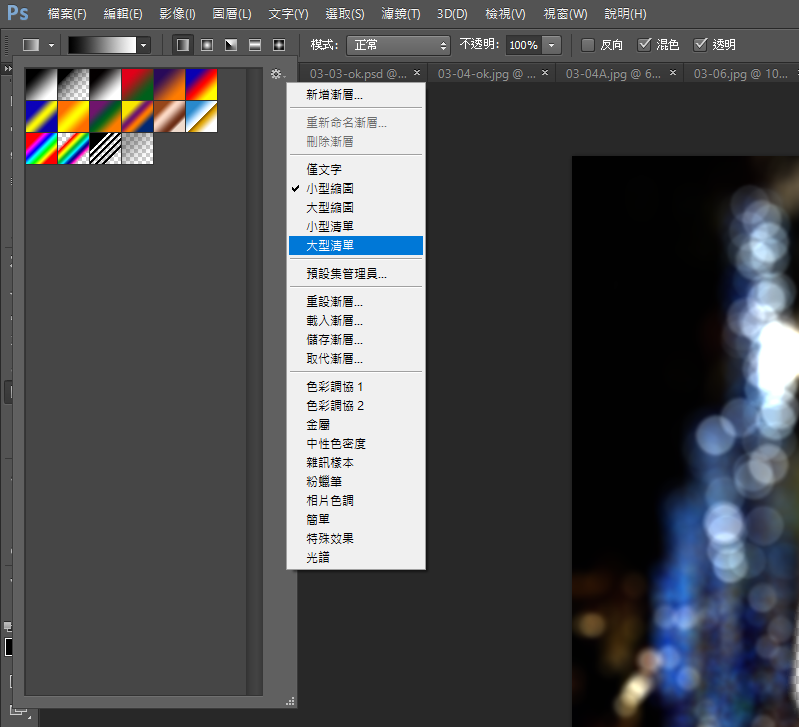 Ps 檔案(F) 編輯(E) 影像(I) 圖層(L) 文字(Y) 選取(S) 濾鏡(T) 3D(D) 檢視(V) 視窗(W) 說明(H)
模式: 正常 不透明: 100% 反向 混色 透明
03-03-ok.psd @... × 03-04-ok.jpg @ ... × 03-04A.jpg @ 6... × 03-06.jpg @ 10...
新增漸層...
重新命名漸層...
刪除漸層
僅文字
小型縮圖
大型縮圖
小型清單
大型清單
預設集管理員...
重設漸層...
載入漸層...
儲存漸層...
取代漸層...
色彩調協 1
色彩調協 2
金屬
中性色密度
雜訊樣本
粉蠟筆
相片色調
簡單
特殊效果
光譜